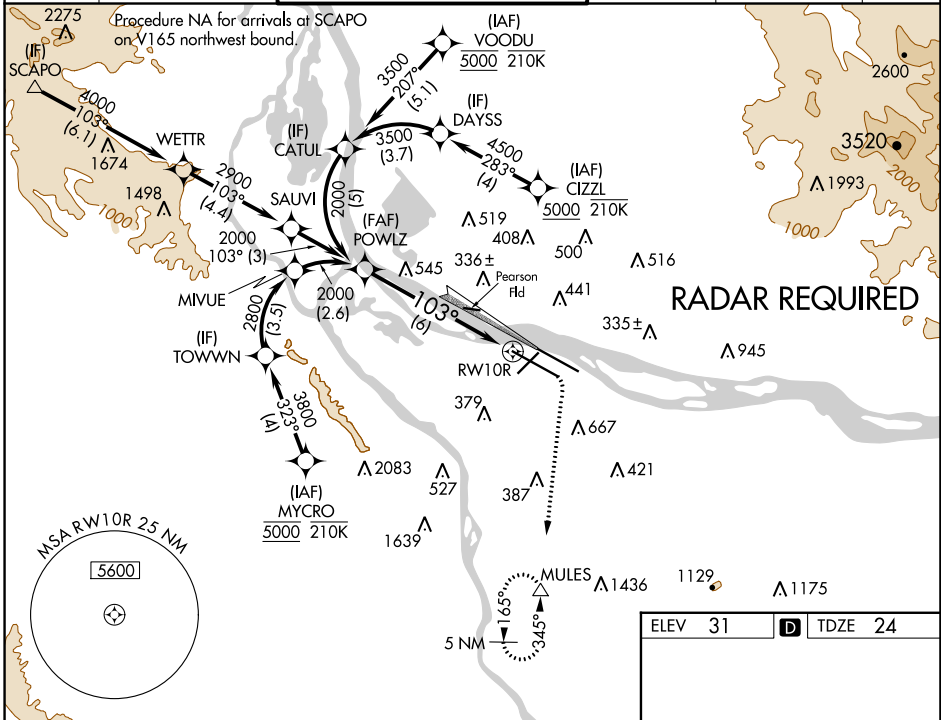 2275
Procedure NA for arrivals at SCAPO
on V165 northwest bound.
(IF)
SCAPO
4000
103°
(6.1)
1674
WETTR
1498
1000
2900
103°
(4.4)
SAUVI
2000
103° (3)
(IAF)
VOODU
5000 210K
3500
207°
(5.1)
(IF)
DAYSS
(IF)
CATUL
3500
(3.7)
4500
283°
(4)
(IAF)
CIZZL
5000 210K
2000
(5)
(FAF)
POWLZ
2600
3520
2000
1993
1000
519
408
500
516
545
336 ±
Pearson
Fld
441
335 ±
945
RADAR REQUIRED
MIVUE
2000
(2.6)
2800
(3.5)
(IF)
TOWWN
103°
(6)
RW10R
3800
323°
(4)
(IAF)
MYCRO
5000 210K
379
667
2083
527
387
421
1639
MSA RW10R 25 NM
5600
MULES
1436
1129
1175
165°
345°
5 NM
ELEV 31 D TDZE 24